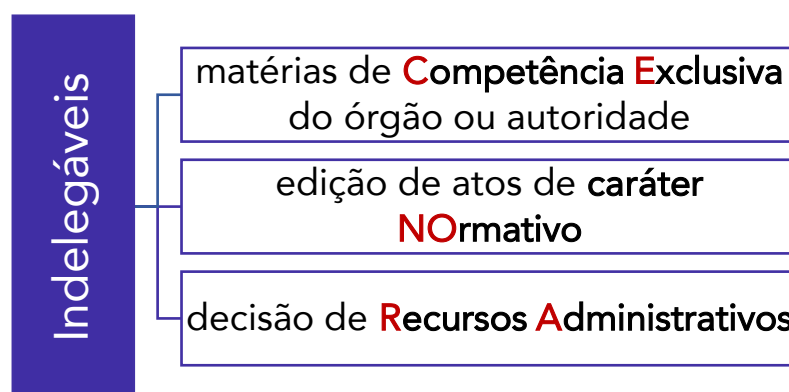 Indelegáveis
matérias de Competência Exclusiva
do órgão ou autoridade
edição de atos de caráter
NOrmativo
decisão de Recursos Administrativos